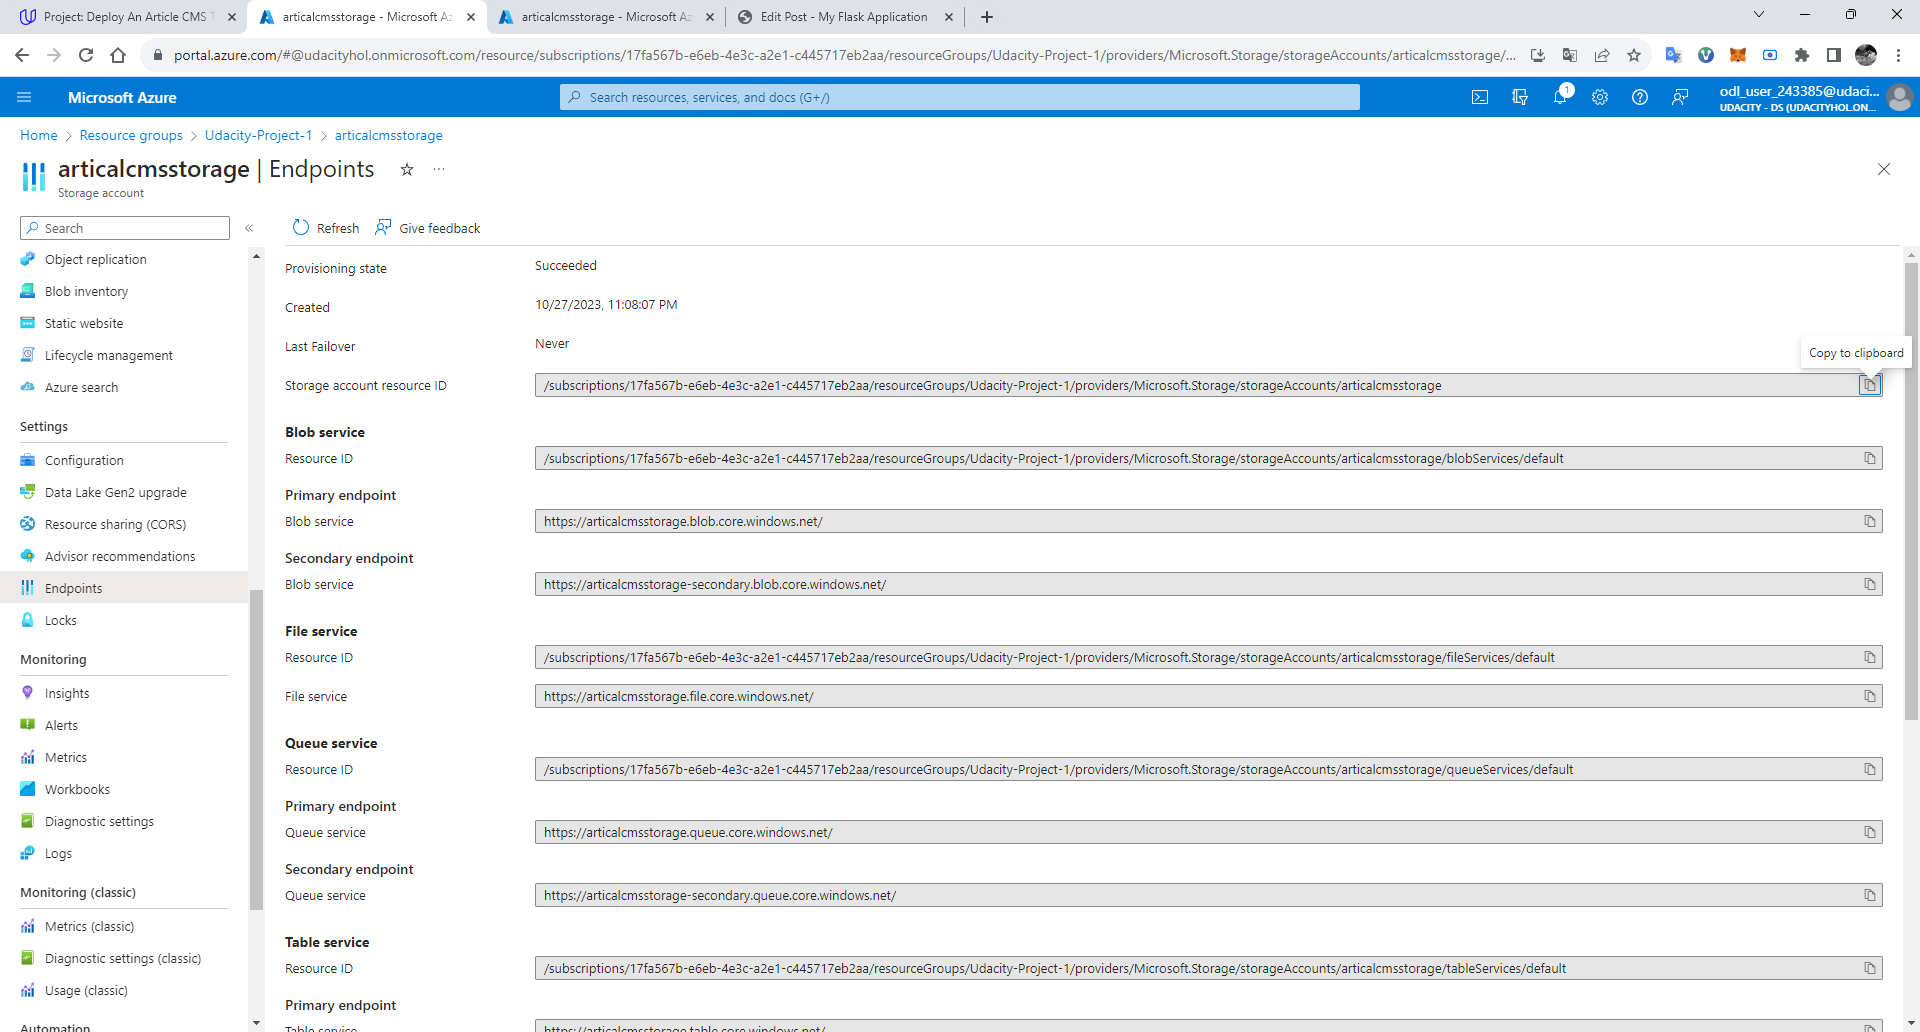 Project: Deploy An Article CMS T
articalcmsstorage - Microsoft Az
articalcmsstorage - Microsoft Az
Edit Post - My Flask Application
portal.azure.com/#@udacityhol.onmicrosoft.com/resource/subscriptions/17fa567b-e6eb-4e3c-a2e1-c445717eb2aa/resourceGroups/Udacity-Project-1/providers/Microsoft.Storage/storageAccounts/articalcmsstorage/...
Microsoft Azure
Search resources, services, and docs (G+/)
1
odl_user_243385@udaci...
UDACITY - DS (UDACITYHOL.ON...
Home > Resource groups > Udacity-Project-1 > articalcmsstorage
articalcmsstorage | Endpoints
Storage account
Search
Refresh
Give feedback
Object replication
Blob inventory
Static website
Lifecycle management
Azure search
Settings
Configuration
Data Lake Gen2 upgrade
Resource sharing (CORS)
Advisor recommendations
Endpoints
Locks
Monitoring
Insights
Alerts
Metrics
Workbooks
Diagnostic settings
Logs
Monitoring (classic)
Metrics (classic)
Diagnostic settings (classic)
Usage (classic)
Automation
Provisioning state
Succeeded
Created
10/27/2023, 11:08:07 PM
Last Failover
Never
Copy to clipboard
Storage account resource ID
/subscriptions/17fa567b-e6eb-4e3c-a2e1-c445717eb2aa/resourceGroups/Udacity-Project-1/providers/Microsoft.Storage/storageAccounts/articalcmsstorage
Blob service
Resource ID
/subscriptions/17fa567b-e6eb-4e3c-a2e1-c445717eb2aa/resourceGroups/Udacity-Project-1/providers/Microsoft.Storage/storageAccounts/articalcmsstorage/blobServices/default
Primary endpoint
Blob service
https://articalcmsstorage.blob.core.windows.net/
Secondary endpoint
Blob service
https://articalcmsstorage-secondary.blob.core.windows.net/
File service
Resource ID
/subscriptions/17fa567b-e6eb-4e3c-a2e1-c445717eb2aa/resourceGroups/Udacity-Project-1/providers/Microsoft.Storage/storageAccounts/articalcmsstorage/fileServices/default
File service
https://articalcmsstorage.file.core.windows.net/
Queue service
Resource ID
/subscriptions/17fa567b-e6eb-4e3c-a2e1-c445717eb2aa/resourceGroups/Udacity-Project-1/providers/Microsoft.Storage/storageAccounts/articalcmsstorage/queueServices/default
Primary endpoint
Queue service
https://articalcmsstorage.queue.core.windows.net/
Secondary endpoint
Queue service
https://articalcmsstorage-secondary.queue.core.windows.net/
Table service
Resource ID
/subscriptions/17fa567b-e6eb-4e3c-a2e1-c445717eb2aa/resourceGroups/Udacity-Project-1/providers/Microsoft.Storage/storageAccounts/articalcmsstorage/tableServices/default
Primary endpoint
Table service
https://articalcmsstorage.table.core.windows.net/